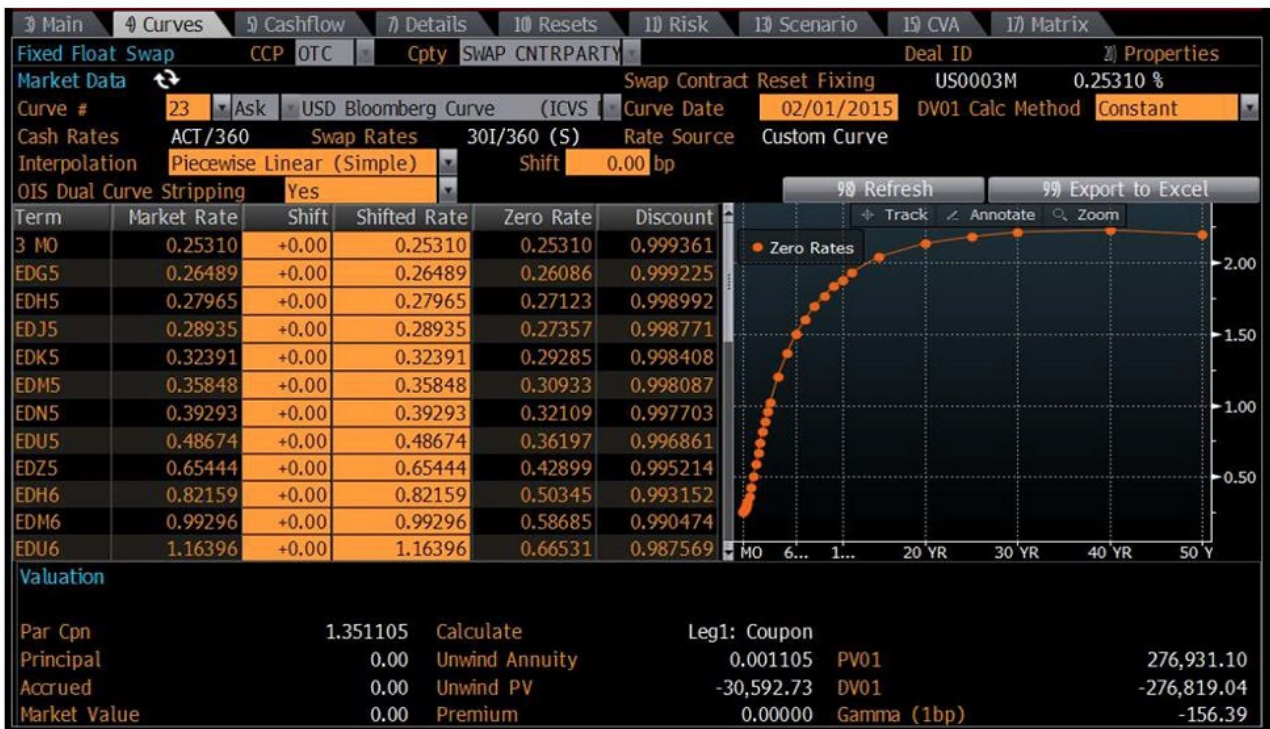 3) Main 4) Curves 5) Cashflow 7) Details 10) Resets 11) Risk 13) Scenario 15) CVA 17) Matrix
Fixed Float Swap CCP OTC Cpty SWAP CNTRPARTY Deal ID 20) Properties
Market Data Swap Contract Reset Fixing US0003M 0.25310 %
Curve # 23 Ask USD Bloomberg Curve (ICVS Curve Date 02/01/2015 DV01 Calc Method Constant
Cash Rates ACT/360 Swap Rates 30I/360 (S) Rate Source Custom Curve
Interpolation Piecewise Linear (Simple) Shift 0.00 bp
OIS Dual Curve Stripping Yes 98) Refresh 99) Export to Excel
Term Market Rate Shift Shifted Rate Zero Rate Discount Track Annotate Zoom
3 MO 0.25310 +0.00 0.25310 0.25310 0.999361 Zero Rates
EDG5 0.26489 +0.00 0.26489 0.26086 0.999225 2.00
EDH5 0.27965 +0.00 0.27965 0.27123 0.998992
EDJ5 0.28935 +0.00 0.28935 0.27357 0.998771 1.50
EDK5 0.32391 +0.00 0.32391 0.29285 0.998408
EDM5 0.35848 +0.00 0.35848 0.30933 0.998087 1.00
EDN5 0.39293 +0.00 0.39293 0.32109 0.997703
EDU5 0.48674 +0.00 0.48674 0.36197 0.996861
EDZ5 0.65444 +0.00 0.65444 0.42899 0.995214 0.50
EDH6 0.82159 +0.00 0.82159 0.50345 0.993152
EDM6 0.99296 +0.00 0.99296 0.58685 0.990474
EDU6 1.16396 +0.00 1.16396 0.66531 0.987569 MO 6... 1... 20 YR 30 YR 40 YR 50 Y
Valuation
Par Cpn 1.351105 Calculate Leg1: Coupon
Principal 0.00 Unwind Annuity 0.001105 PV01 276,931.10
Accrued 0.00 Unwind PV -30,592.73 DV01 -276,819.04
Market Value 0.00 Premium 0.00000 Gamma (1bp) -156.39